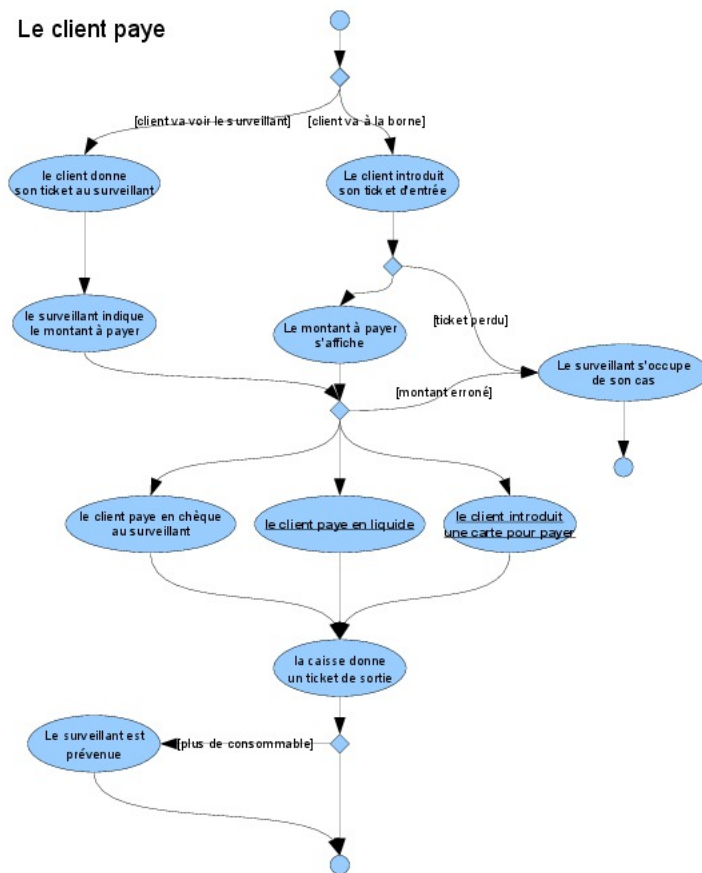 Le client paye
[client va voir le surveillant]
[client va à la borne]
le client donne
son ticket au surveillant
Le client introduit
son ticket d'entrée
le surveillant indique
le montant à payer
Le montant à payer
s'affiche
[ticket perdu]
Le surveillant s'occupe
de son cas
[montant erroné]
le client paye en chèque
au surveillant
le client paye en liquide
le client introduit
une carte pour payer
la caisse donne
un ticket de sortie
Le surveillant est
prévenue
[plus de consommable]